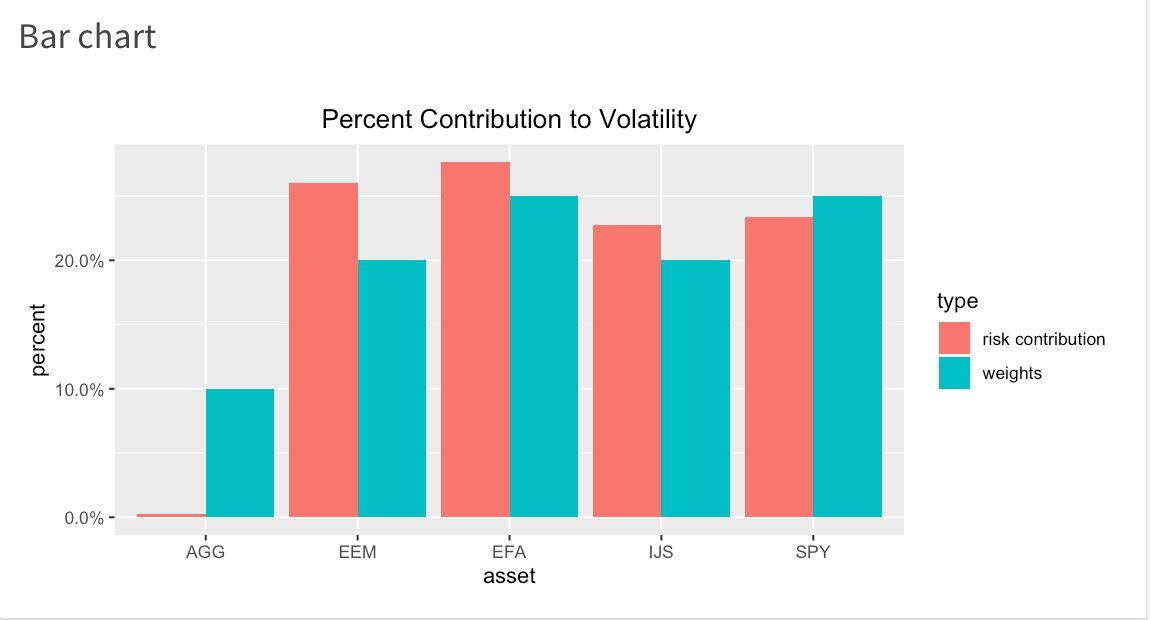 Bar chart
Percent Contribution to Volatility
percent
20.0%
10.0%
0.0%
AGG EEM EFA IJS SPY
asset
type
risk contribution
weights